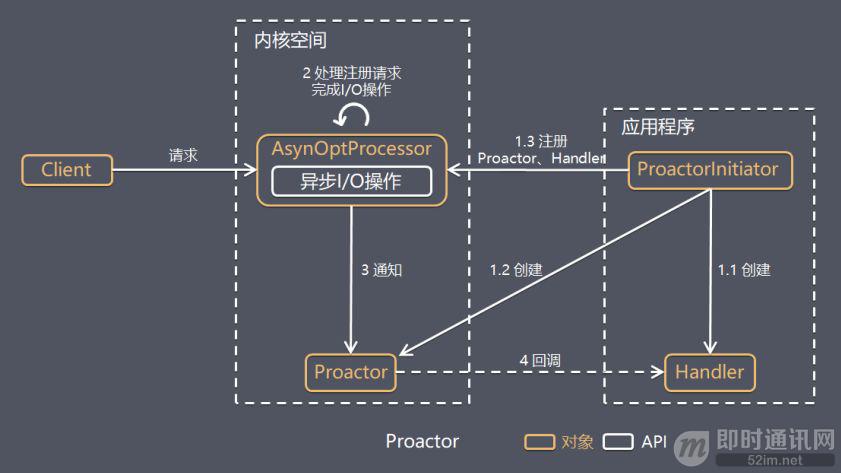 内核空间
2 处理注册请求
完成I/O操作
应用程序
Client
请求
AsynOptProcessor
异步I/O操作
1.3 注册
Proactor、Handler
ProactorInitiator
3 通知
1.2 创建
1.1 创建
Proactor
4 回调
Handler
Proactor
对象
API
即时通讯网
52im.net